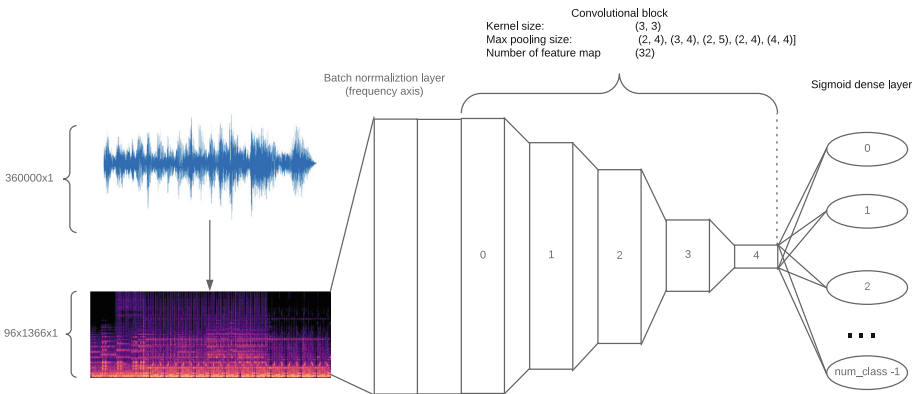 Convolutional block
Kernel size: (3, 3)
Max pooling size: (2, 4), (3, 4), (2, 5), (2, 4), (4, 4)]
Number of feature map (32)
Batch norrmaliztion layer
(frequency axis)
Sigmoid dense layer
360000x1
96x1366x1
0
1
2
3
4
0
1
2
...
num_class -1